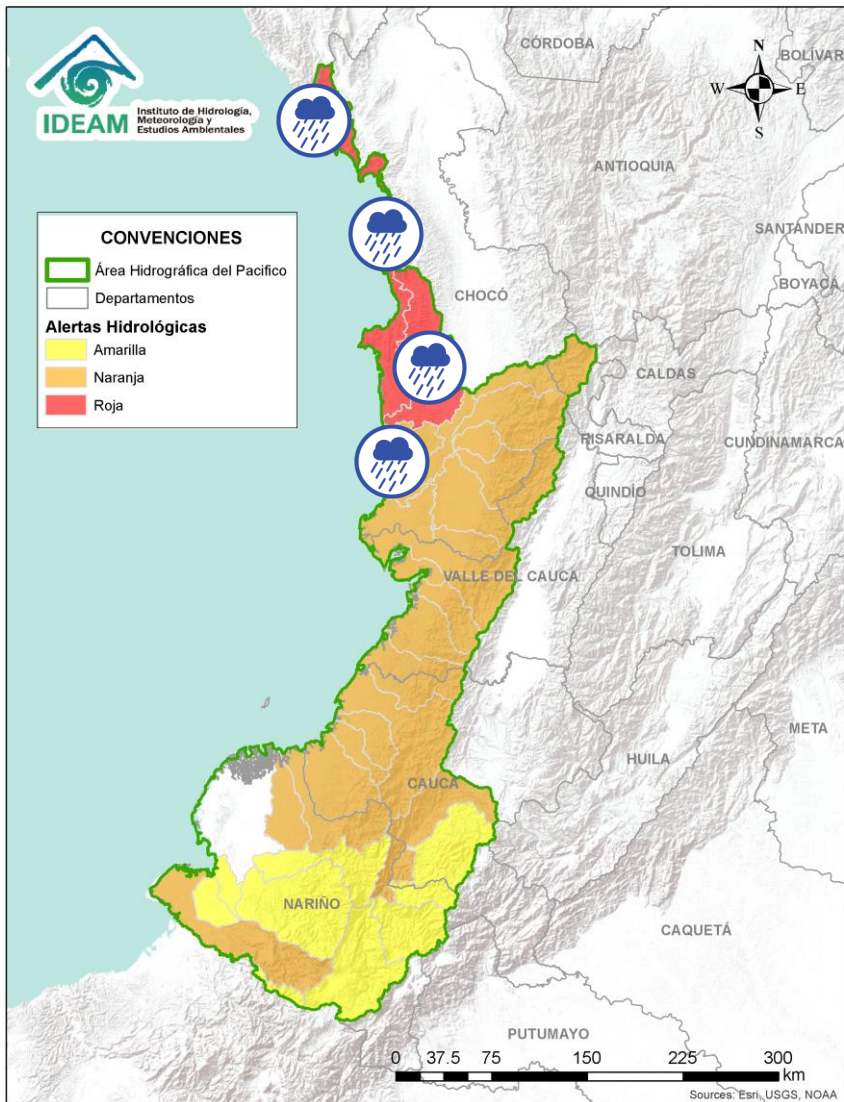 IDEAM
Instituto de Hidrología,
Meteorología y
Estudios Ambientales
CÓRDOBA
BOLÍVAR
N
W
E
S
ANTIOQUIA
CONVENCIONES
Área Hidrográfica del Pacifico
Departamentos
Alertas Hidrológicas
Amarilla
Naranja
Roja
SANTANDER
BOYACÁ
CHOCÓ
CALDAS
RISARALDA
CUNDINAMARCA
QUINDÍO
TOLIMA
VALLE DEL CAUCA
META
HUILA
CAUCA
NARIÑO
CAQUETÁ
PUTUMAYO
0 37.5 75 150 225 300
km
Sources: Esri, USGS, NOAA